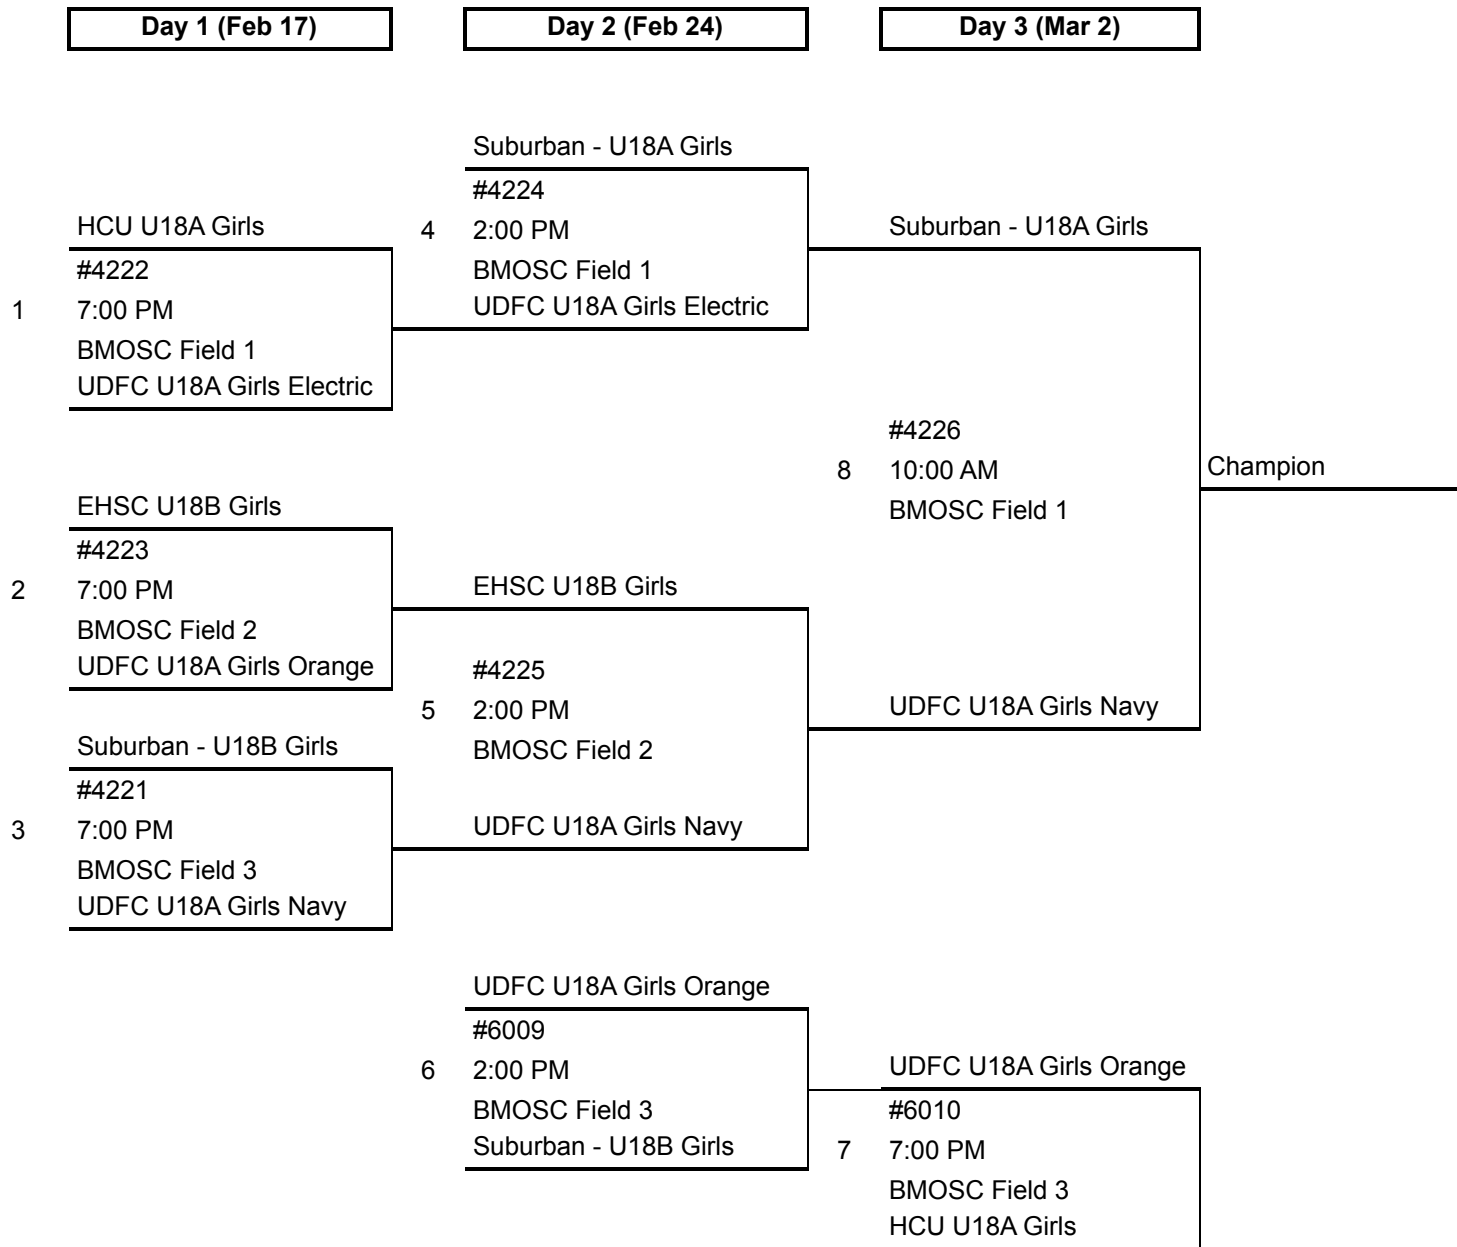 Day 1 (Feb 17)
Day 2 (Feb 24)
Day 3 (Mar 2)
HCU U18A Girls
#4222
1
7:00 PM
BMOSC Field 1
UDFC U18A Girls Electric
EHSC U18B Girls
#4223
2
7:00 PM
BMOSC Field 2
UDFC U18A Girls Orange
Suburban - U18B Girls
#4221
3
7:00 PM
BMOSC Field 3
UDFC U18A Girls Navy
Suburban - U18A Girls
#4224
4
2:00 PM
BMOSC Field 1
UDFC U18A Girls Electric
EHSC U18B Girls
#4225
5
2:00 PM
BMOSC Field 2
UDFC U18A Girls Navy
UDFC U18A Girls Orange
#6009
6
2:00 PM
BMOSC Field 3
Suburban - U18B Girls
Suburban - U18A Girls
#4226
8
10:00 AM
BMOSC Field 1
UDFC U18A Girls Navy
UDFC U18A Girls Orange
#6010
7
7:00 PM
BMOSC Field 3
HCU U18A Girls
Champion